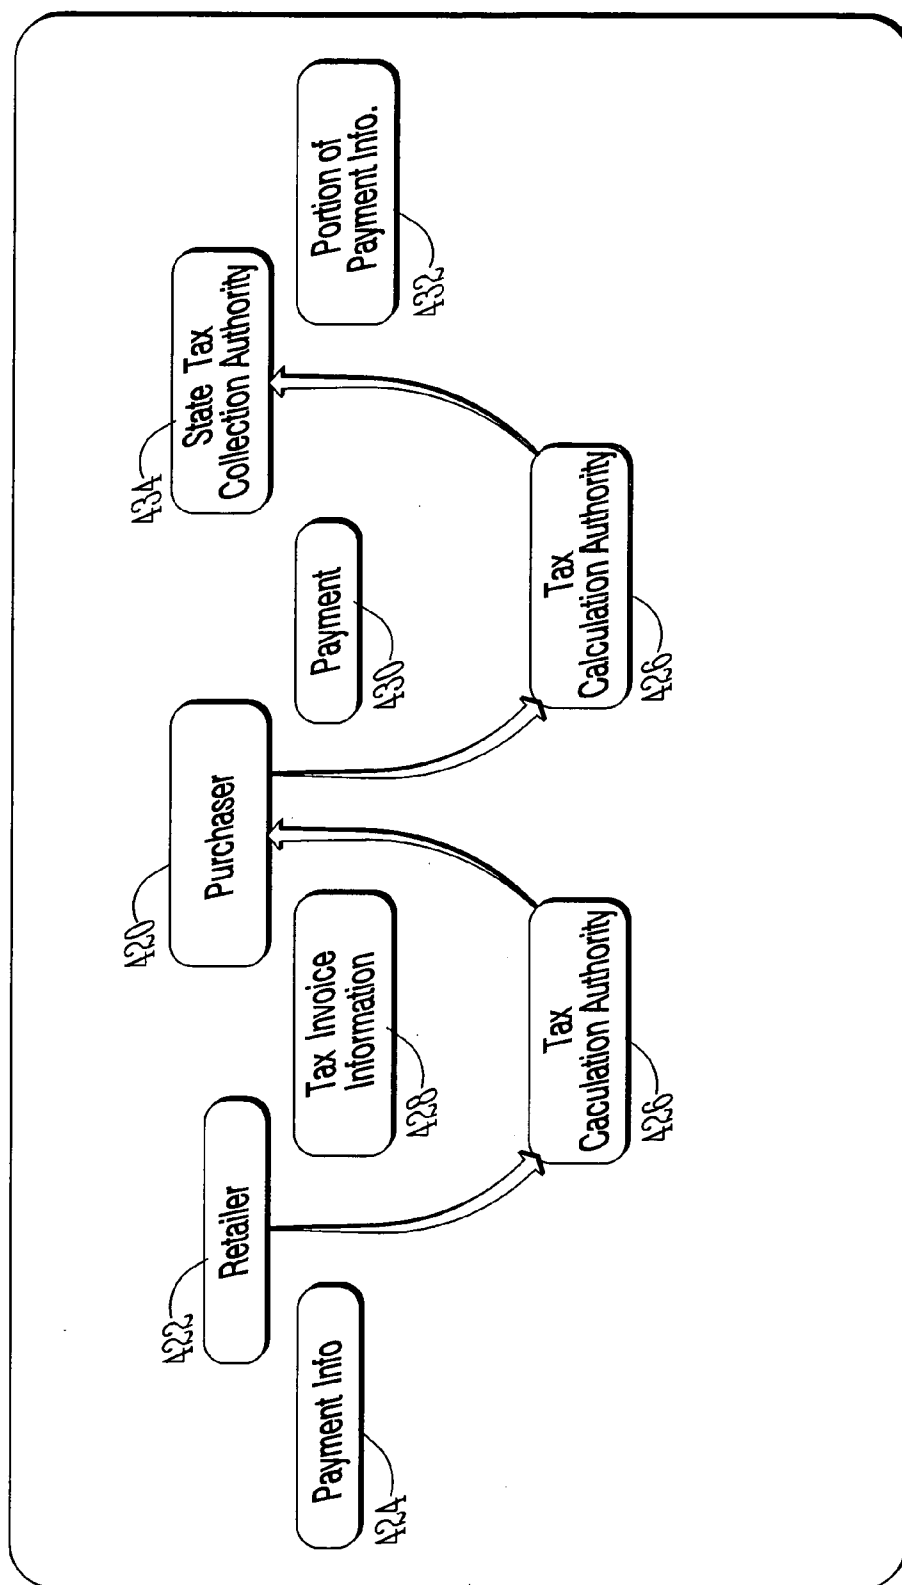 434
State Tax
Collection Authority
422
Retailer
420
Purchaser
Payment Info
424
Tax Invoice
Information
428
Payment
430
Portion of
Payment Info.
432
Tax
Caculation Authority
426
Tax
Calculation Authority
426